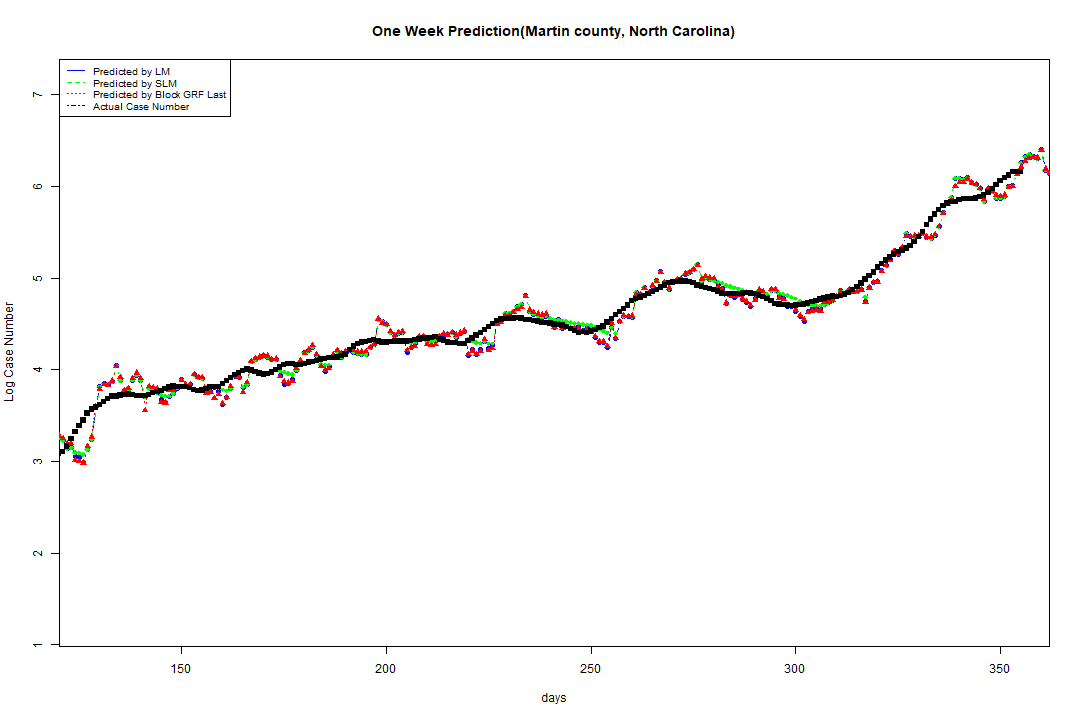 One Week Prediction(Martin county, North Carolina)
Predicted by LM
Predicted by SLM
Predicted by Block GRF Last
Actual Case Number
7
6
5
4
3
2
1
Log Case Number
150 200 250 300 350
days